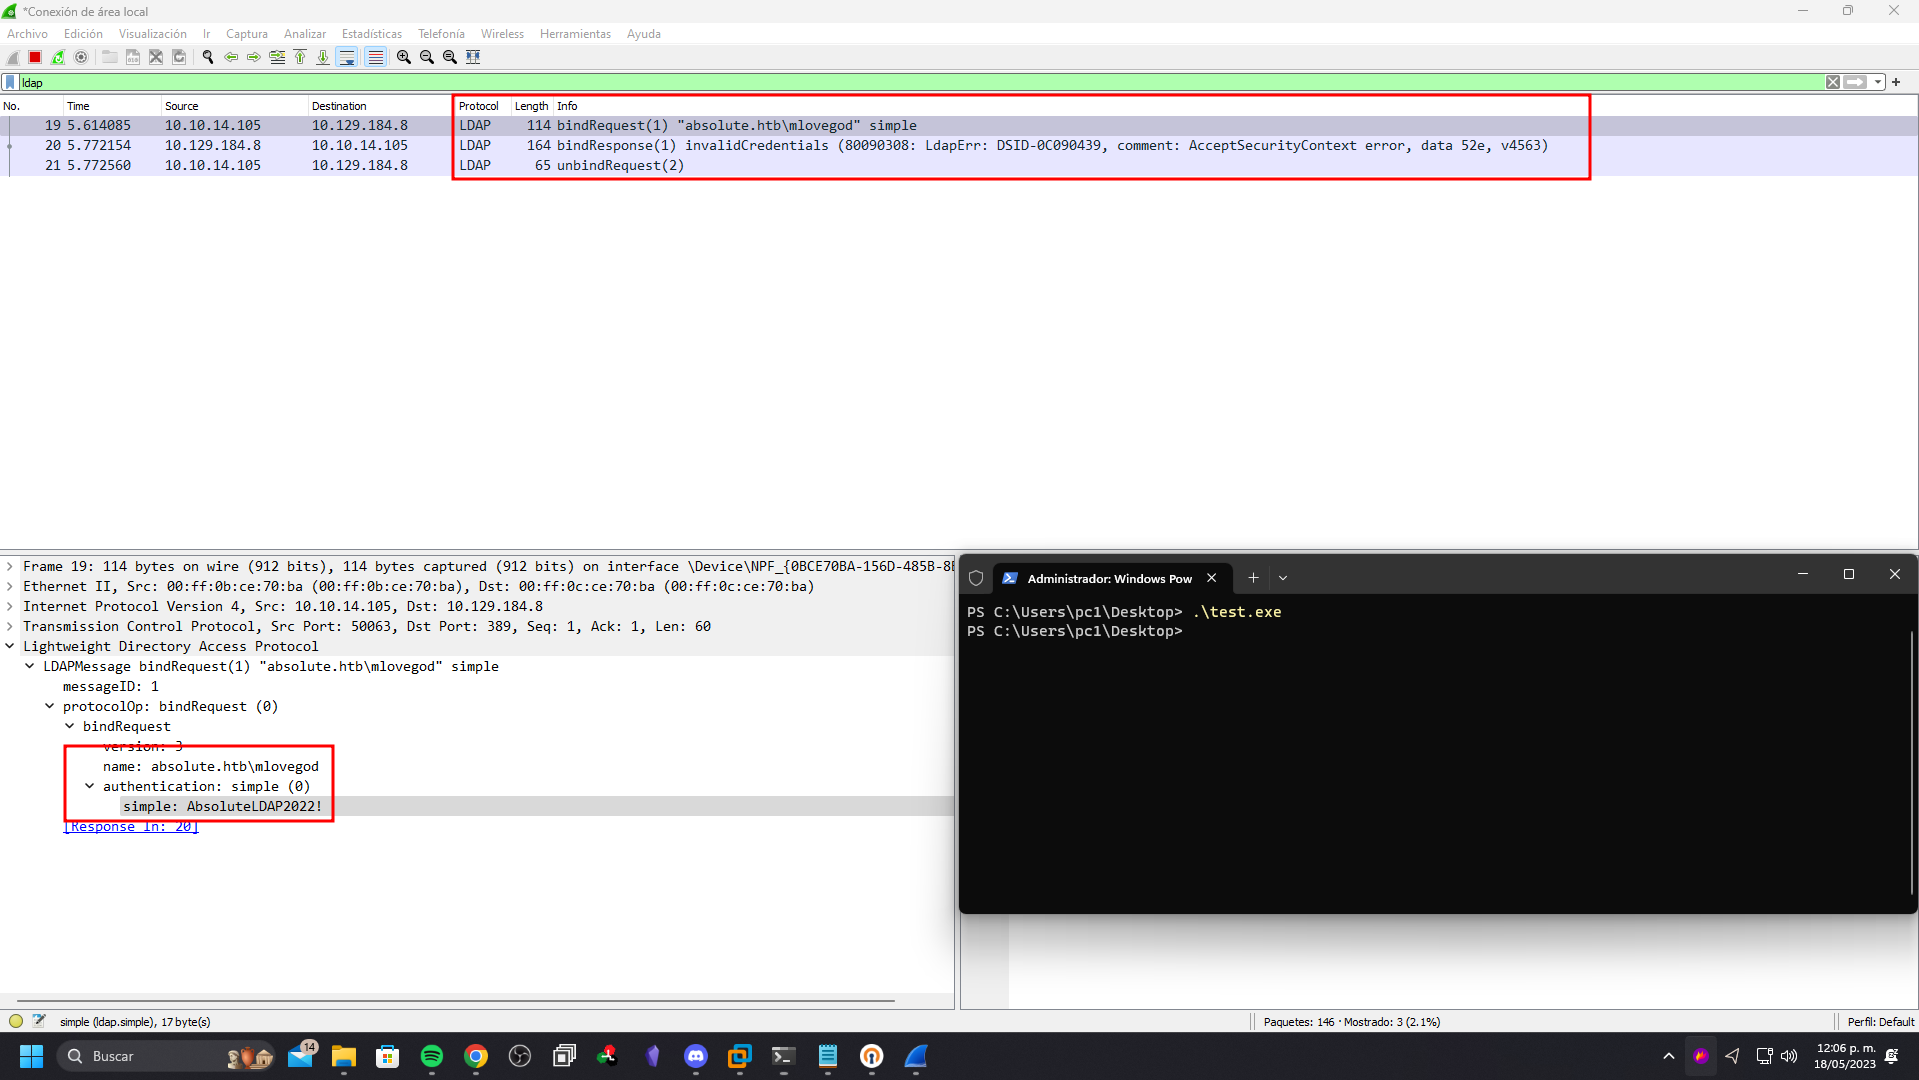 *Conexión de área local
Archivo Edición Visualización Ir Captura Analizar Estadísticas Telefonía Wireless Herramientas Ayuda
ldap
No. Time Source Destination Protocol Length Info
19 5.614085 10.10.14.105 10.129.184.8 LDAP 114 bindRequest(1) "absolute.htb\mlovegod" simple
20 5.772154 10.129.184.8 10.10.14.105 LDAP 164 bindResponse(1) invalidCredentials (80090308: LdapErr: DSID-0C090439, comment: AcceptSecurityContext error, data 52e, v4563)
21 5.772560 10.10.14.105 10.129.184.8 LDAP 65 unbindRequest(2)
Frame 19: 114 bytes on wire (912 bits), 114 bytes captured (912 bits) on interface \Device\NPF_{0BCE70BA-156D-485B-8
Ethernet II, Src: 00:ff:0b:ce:70:ba (00:ff:0b:ce:70:ba), Dst: 00:ff:0c:ce:70:ba (00:ff:0c:ce:70:ba)
Internet Protocol Version 4, Src: 10.10.14.105, Dst: 10.129.184.8
Transmission Control Protocol, Src Port: 50063, Dst Port: 389, Seq: 1, Ack: 1, Len: 60
Lightweight Directory Access Protocol
LDAPMessage bindRequest(1) "absolute.htb\mlovegod" simple
messageID: 1
protocolOp: bindRequest (0)
bindRequest
version: 3
name: absolute.htb\mlovegod
authentication: simple (0)
simple: AbsoluteLDAP2022!
[Response In: 20]
Administrador: Windows Pow
PS C:\Users\pc1\Desktop> .\test.exe
PS C:\Users\pc1\Desktop>
simple (ldap.simple), 17 byte(s)
Paquetes: 146 · Mostrado: 3 (2.1%)
Perfil: Default
Buscar
14
12:06 p. m.
18/05/2023